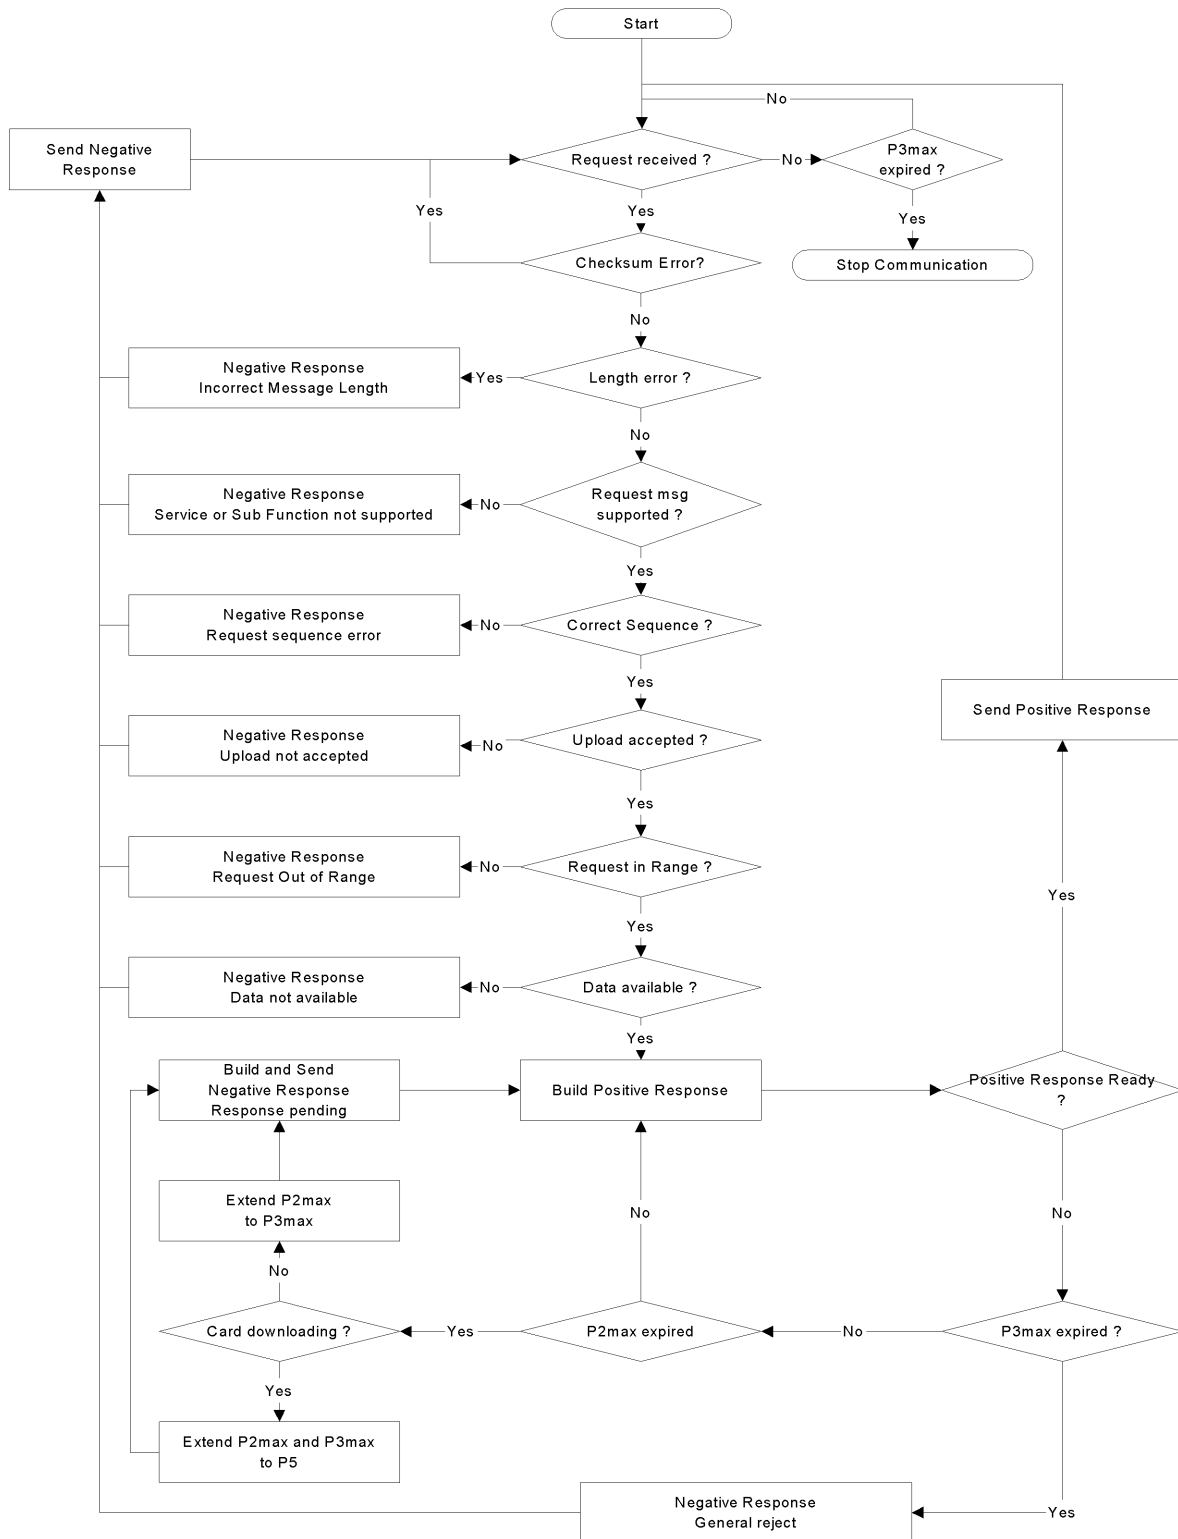 Start
No
Send Negative
Response
Request received ?
No
P3max
expired ?
Yes
Yes
Yes
Checksum Error?
Stop Communication
No
Negative Response
Incorrect Message Length
Yes
Length error ?
No
Negative Response
Service or Sub Function not supported
No
Request msg
supported ?
Yes
Negative Response
Request sequence error
No
Correct Sequence ?
Yes
Send Positive Response
Negative Response
Upload not accepted
No
Upload accepted ?
Yes
Negative Response
Request Out of Range
No
Request in Range ?
Yes
Yes
Negative Response
Data not available
No
Data available ?
Yes
Build and Send
Negative Response
Response pending
Build Positive Response
Positive Response Ready
?
Extend P2max
to P3max
No
No
No
Card downloading ?
Yes
P2max expired
No
P3max expired ?
Yes
Extend P2max and P3max
to P5
Negative Response
General reject
Yes